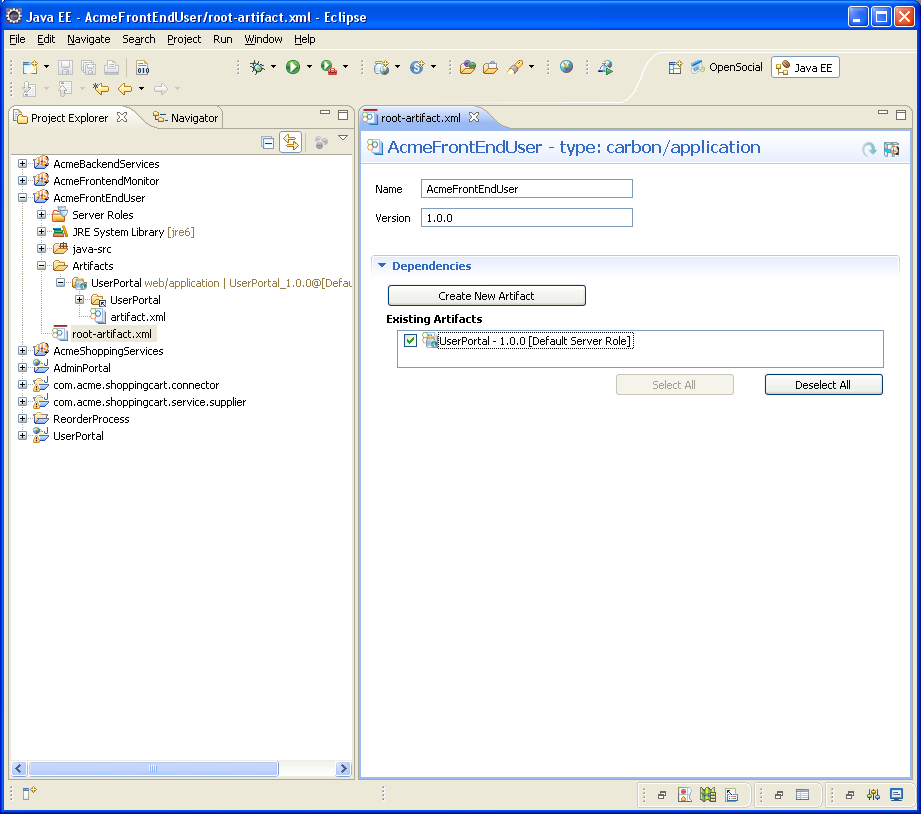 Java EE - AcmeFrontEndUser/root-artifact.xml - Eclipse
File Edit Navigate Search Project Run Window Help
010
OpenSocial Java EE
Project Explorer Navigator
root-artifact.xml
AcmeFrontEndUser - type: carbon/application
AcmeBackendServices
AcmeFrontendMonitor
AcmeFrontEndUser
Server Roles
JRE System Library [jre6]
java-src
Artifacts
UserPortal web/application | UserPortal_1.0.0@[Defau
UserPortal
artifact.xml
root-artifact.xml
AcmeShoppingServices
AdminPortal
com.acme.shoppingcart.connector
com.acme.shoppingcart.service.supplier
ReorderProcess
UserPortal
Name AcmeFrontEndUser
Version 1.0.0
Dependencies
Create New Artifact
Existing Artifacts
UserPortal - 1.0.0 [Default Server Role]
Select All Deselect All